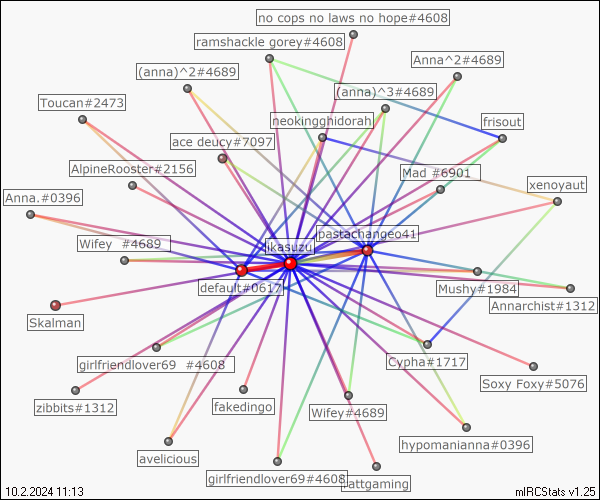 no cops no laws no hope#4608
ramshackle gorey#4608
Anna^2#4689
(anna)^2#4689
(anna)^3#4689
Toucan#2473
neokingghidorah
frisout
ace deucy#7097
AlpineRooster#2156
Mad #6901
xenoyaut
Anna.#0396
pastachangeo41
Wifey #4689
ikasuzu
default#0617
Mushy#1984
Annarchist#1312
Skalman
girlfriendlover69 #4608
Cypha#1717
Soxy Foxy#5076
zibbits#1312
fakedingo
Wifey#4689
hypomanianna#0396
avelicious
girlfriendlover69#4608
10.2.2024 11:13
mIRCStats v1.25